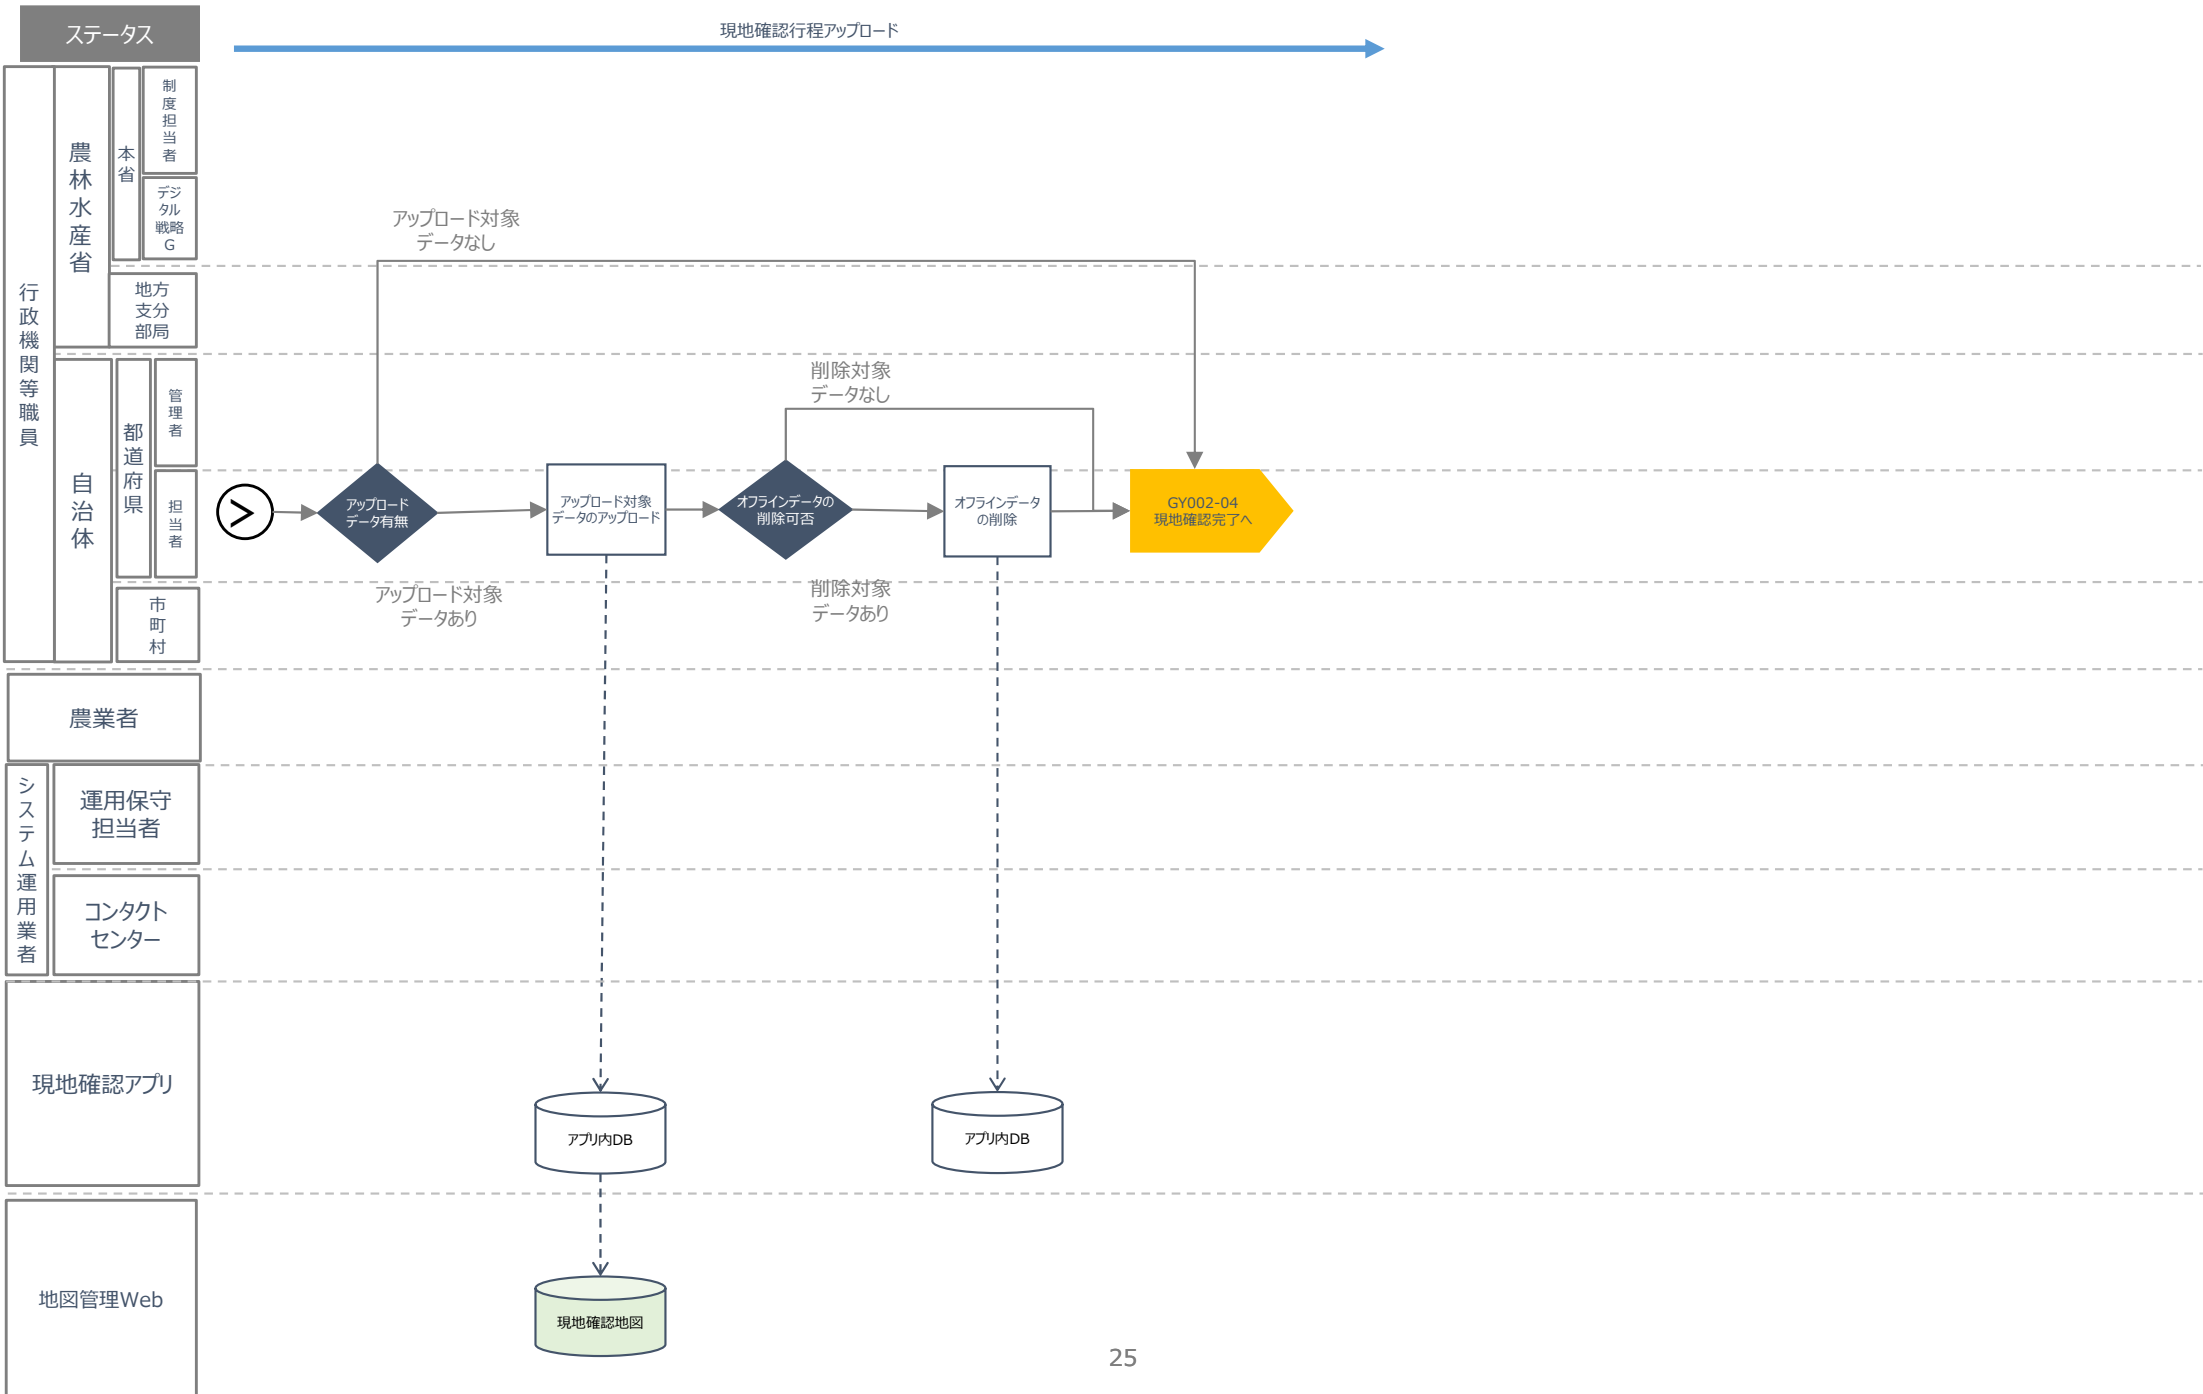 ステータス
現地確認行程アップロード
行政機関等職員
農林水産省
本省
制度担当者
デジ
タル
戦略
G
地方
支分
部局
自治体
都道府県
管理者
担当者
市町村
農業者
システム運用業者
運用保守
担当者
コンタクト
センター
現地確認アプリ
地図管理Web
アップロード対象
データなし
削除対象
データなし
アップロード
データ有無
アップロード対象
データのアップロード
オフラインデータの
削除可否
オフラインデータ
の削除
GY002-04
現地確認完了へ
アップロード対象
データあり
削除対象
データあり
アプリ内DB
アプリ内DB
現地確認地図
25